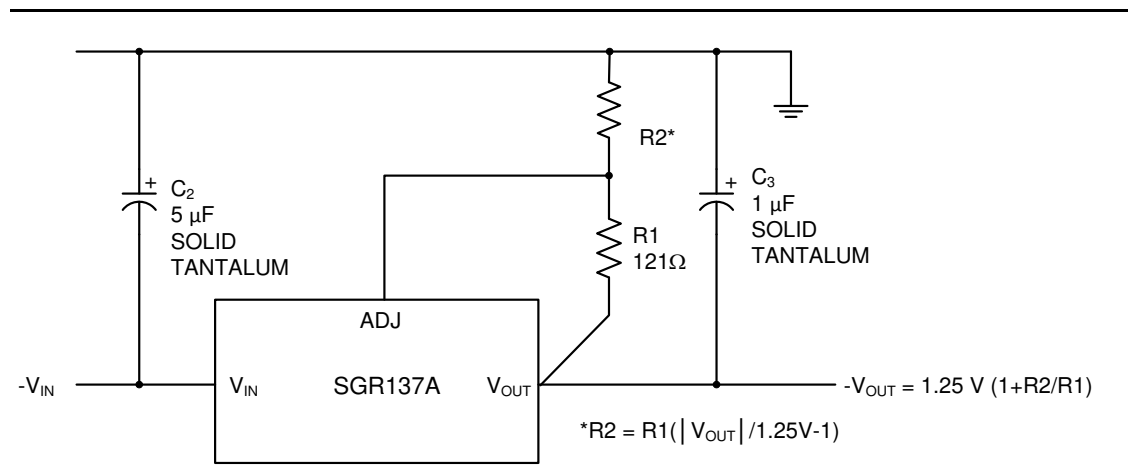 R2*
+
C2
5 µF
SOLID
TANTALUM
R1
121Ω
+
C3
1 µF
SOLID
TANTALUM
ADJ
-VIN
VIN
SGR137A
VOUT
-VOUT = 1.25 V (1+R2/R1)
*R2 = R1(|VOUT|/1.25V-1)